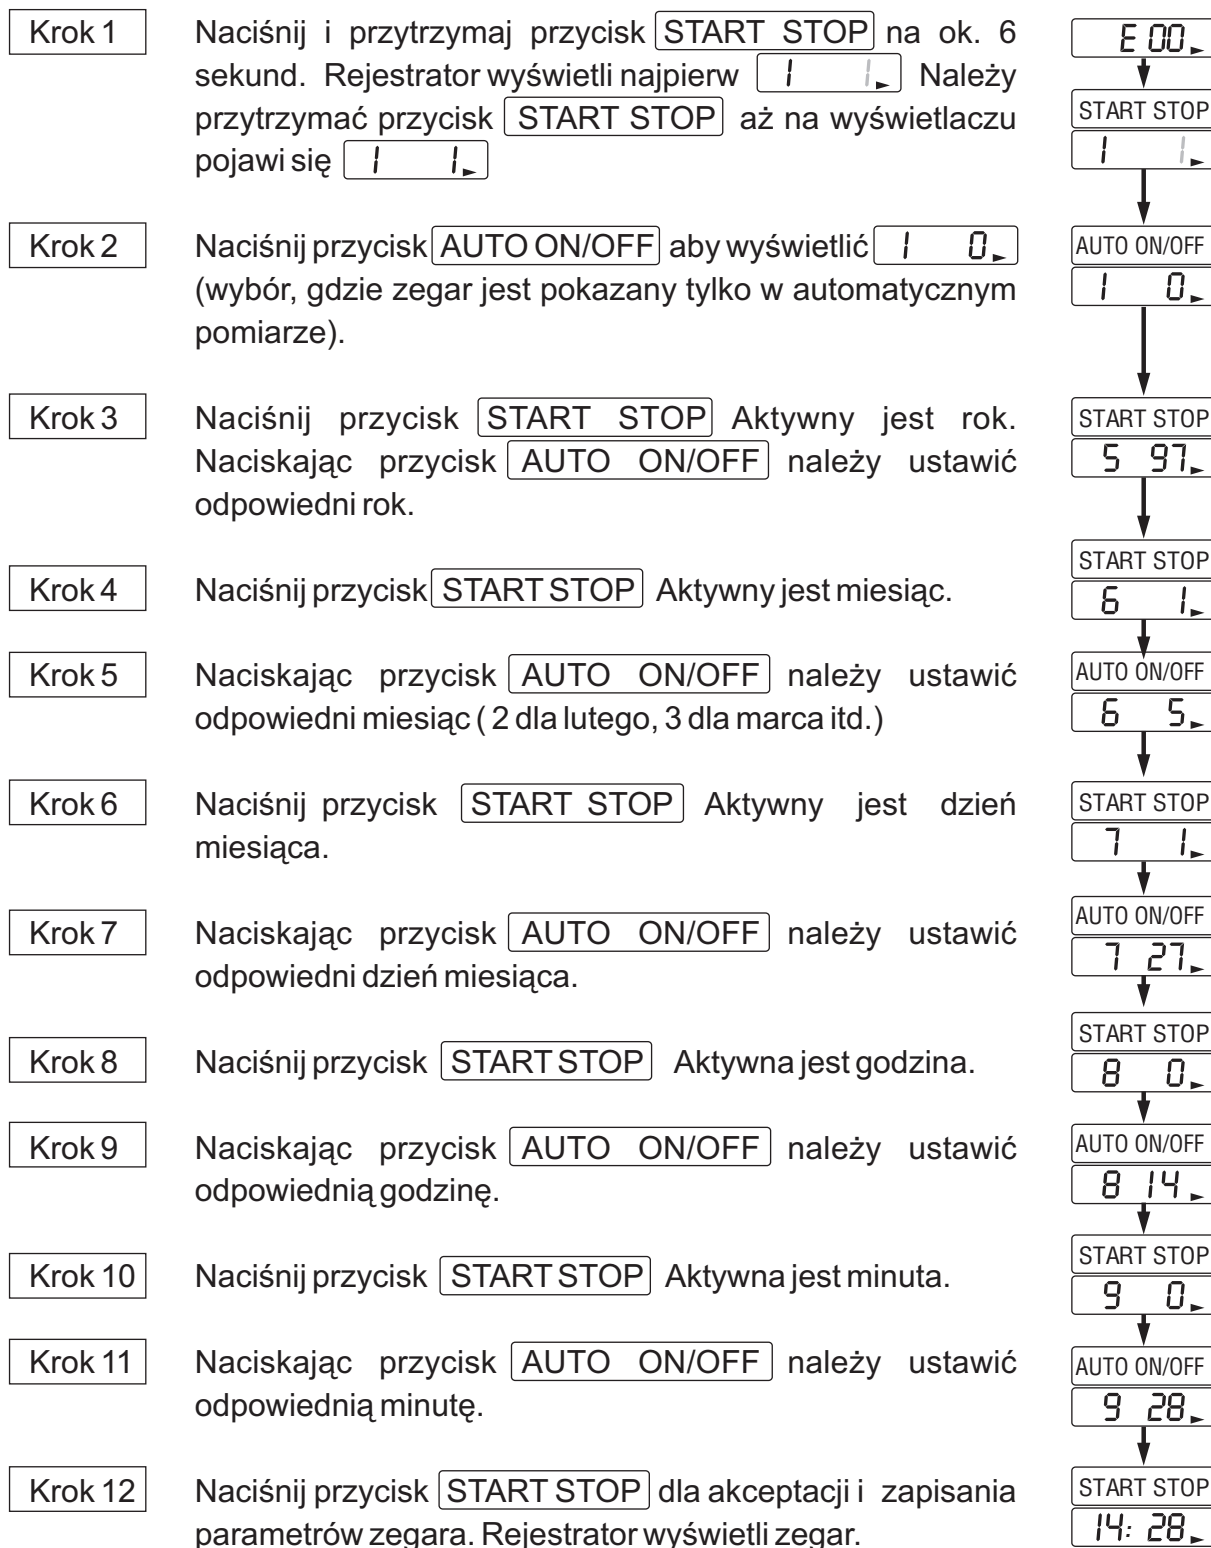 Krok 1
Naciśnij i przytrzymaj przycisk START STOP na ok. 6
sekund. Rejestrator wyświetli najpierw 1 1 Należy
przytrzymać przycisk START STOP aż na wyświetlaczu
pojawi się 1 1
Krok 2
Naciśnij przycisk AUTO ON/OFF aby wyświetlić 1 0
(wybór, gdzie zegar jest pokazany tylko w automatycznym
pomiarze).
Krok 3
Naciśnij przycisk START STOP Aktywny jest rok.
Naciskając przycisk AUTO ON/OFF należy ustawić
odpowiedni rok.
Krok 4
Naciśnij przycisk START STOP Aktywny jest miesiąc.
Krok 5
Naciskając przycisk AUTO ON/OFF należy ustawić
odpowiedni miesiąc ( 2 dla lutego, 3 dla marca itd.)
Krok 6
Naciśnij przycisk START STOP Aktywny jest dzień
miesiąca.
Krok 7
Naciskając przycisk AUTO ON/OFF należy ustawić
odpowiedni dzień miesiąca.
Krok 8
Naciśnij przycisk START STOP Aktywna jest godzina.
Krok 9
Naciskając przycisk AUTO ON/OFF należy ustawić
odpowiednią godzinę.
Krok 10
Naciśnij przycisk START STOP Aktywna jest minuta.
Krok 11
Naciskając przycisk AUTO ON/OFF należy ustawić
odpowiednią minutę.
Krok 12
Naciśnij przycisk START STOP dla akceptacji i zapisania
parametrów zegara. Rejestrator wyświetli zegar.
E 00
START STOP
1 1
AUTO ON/OFF
1 0
START STOP
5 97
START STOP
6 1
AUTO ON/OFF
6 5
START STOP
7 1
AUTO ON/OFF
7 27
START STOP
8 0
AUTO ON/OFF
8 14
START STOP
9 0
AUTO ON/OFF
9 28
START STOP
14: 28